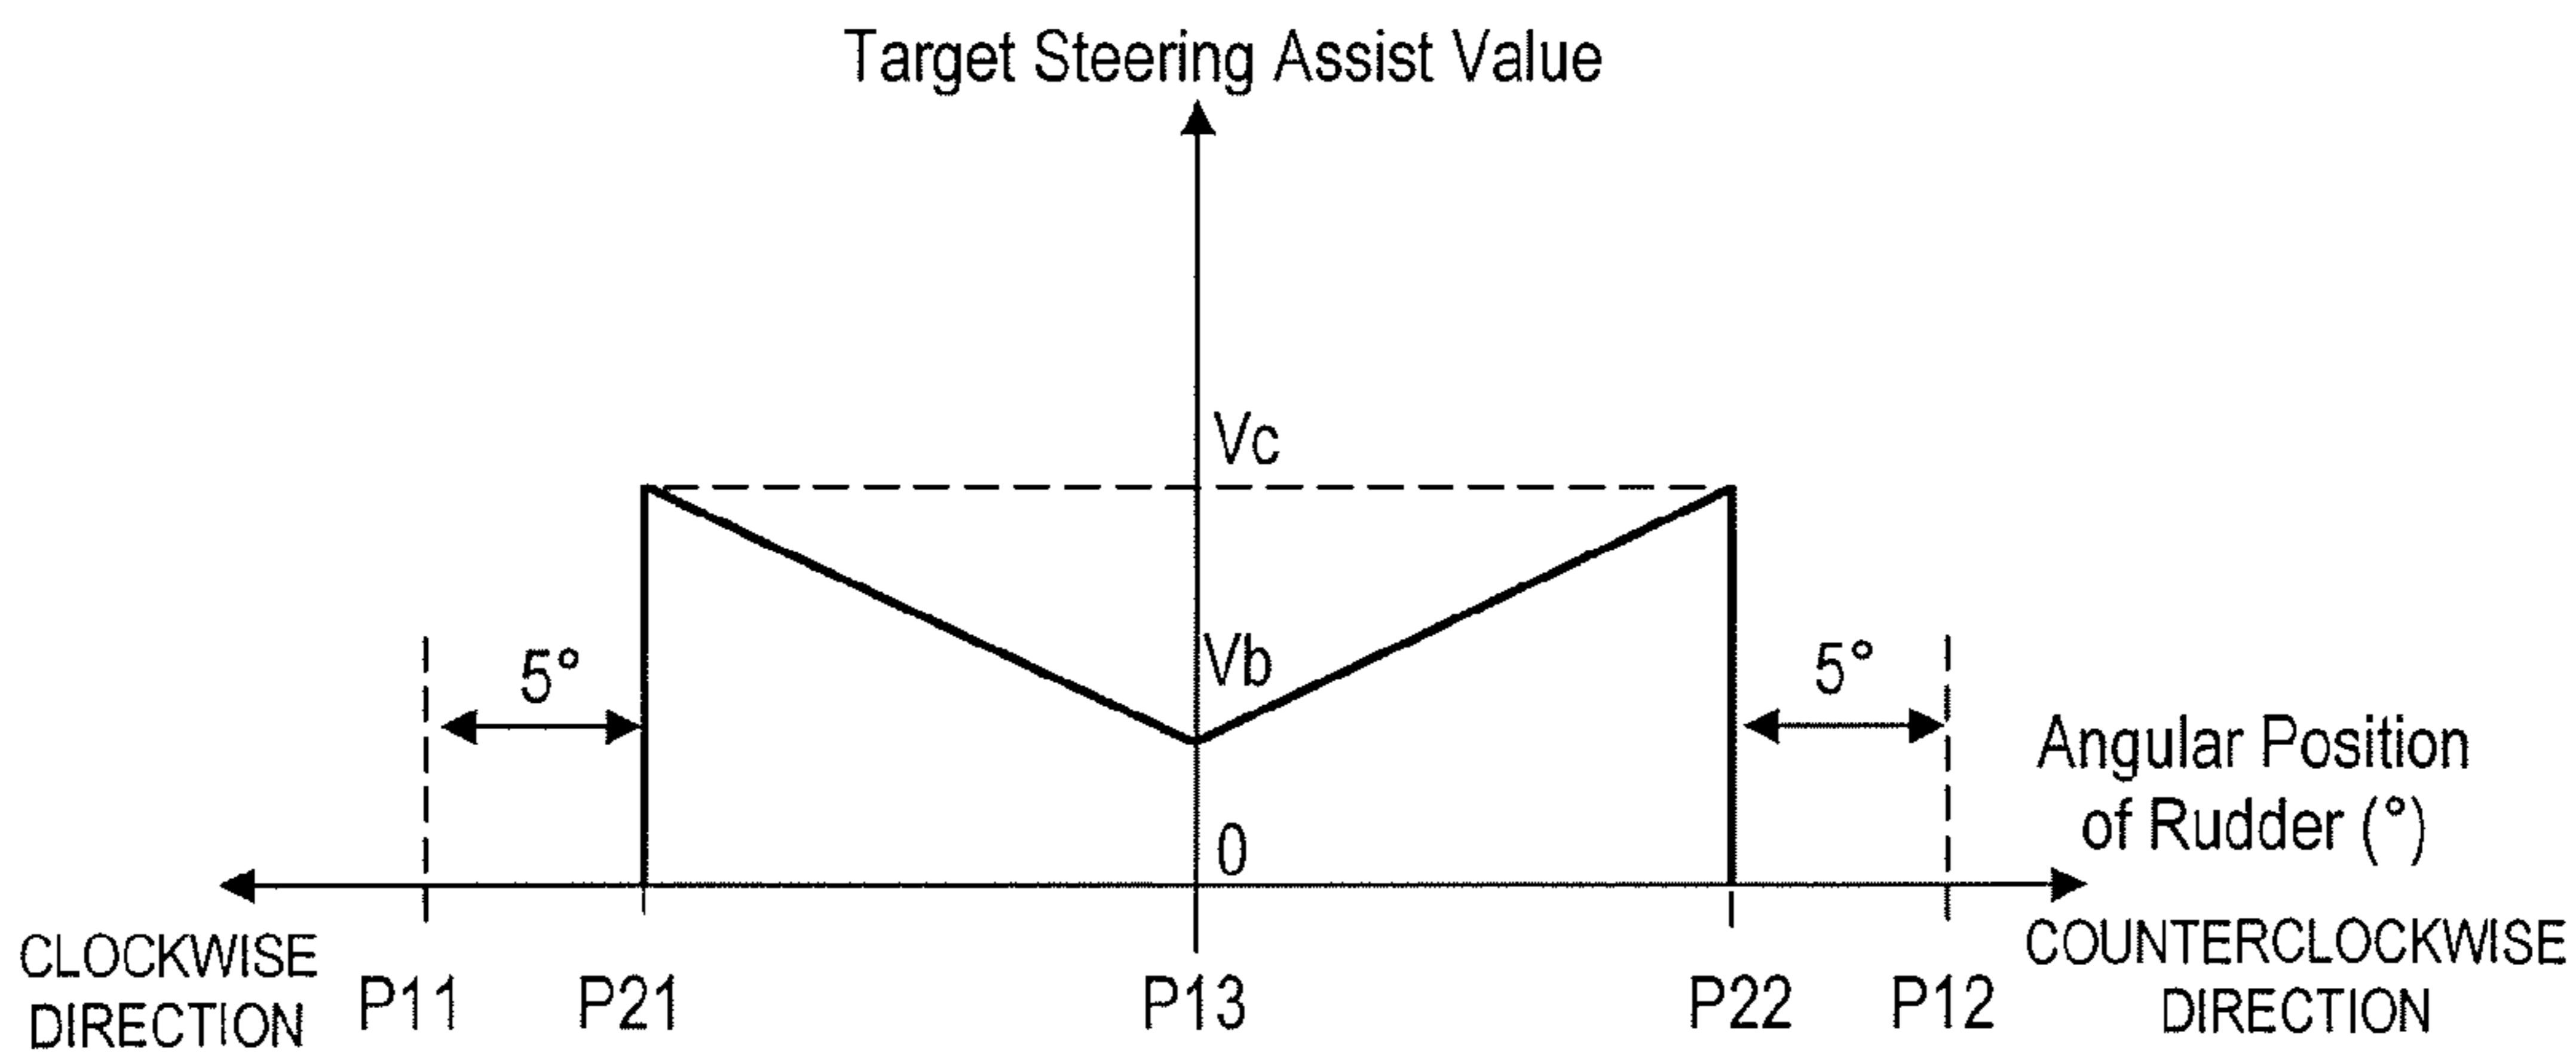 Target Steering Assist Value
Vc
Vb
5°
5°
Angular Position
of Rudder (°)
0
CLOCKWISE
DIRECTION
P11
P21
P13
P22
P12
COUNTERCLOCKWISE
DIRECTION